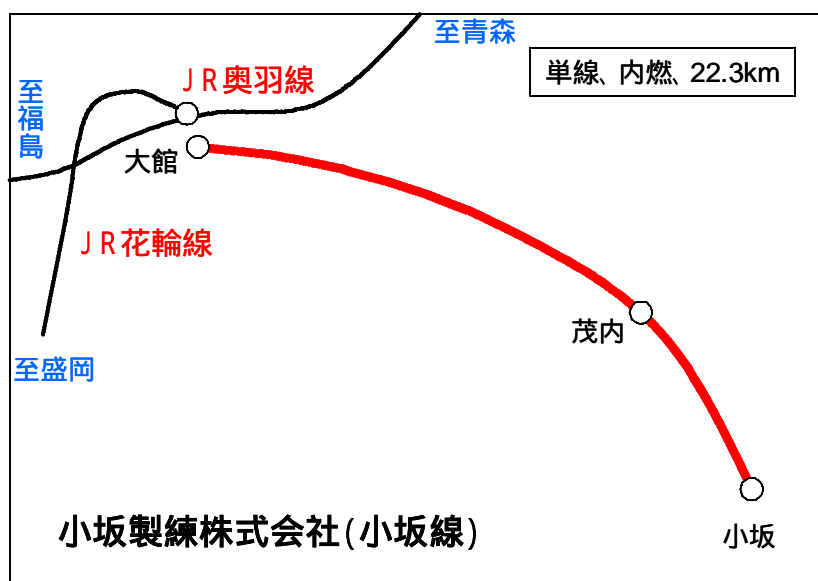 至青森
JR奥羽線
単線、内燃、22.3km
至福島
大館
JR花輪線
茂内
至盛岡
小坂製練株式会社(小坂線)
小坂